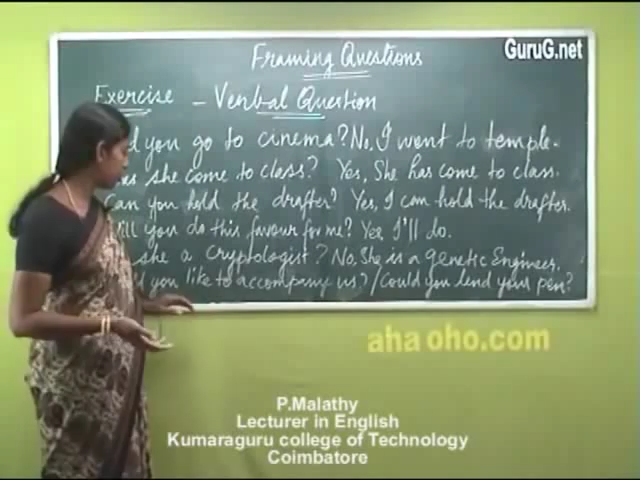 GuruG.net
Framing Questions
Exercise - Verbal Question
you go to cinema? No, I went to temple.
she come to class? Yes, She has come to class.
Can you hold the drafter? Yes, I can hold the drafter.
you do this favour for me? Yes, I'll do.
she a cryptologist? No, She is a genetic Engineer.
you like to accompany us? / Could you lend your pen?
aha oho.com
P.Malathy
Lecturer in English
Kumaraguru college of Technology
Coimbatore